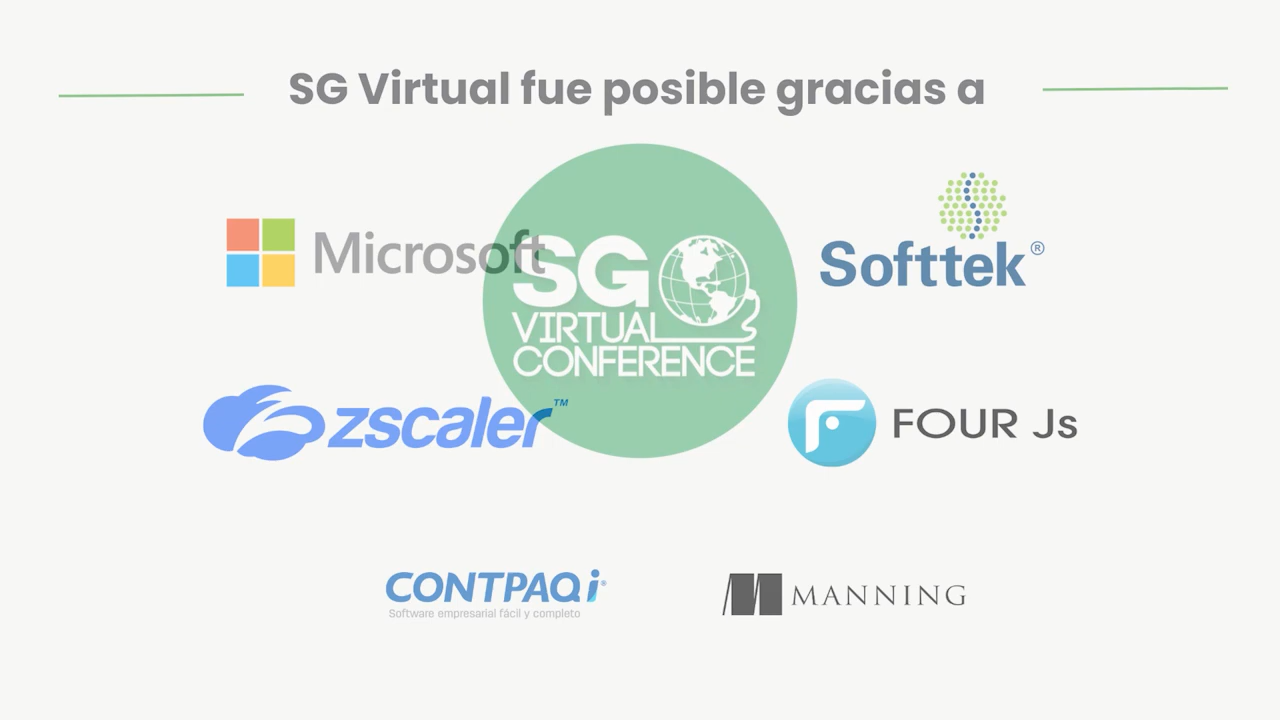 SG Virtual fue posible gracias a
Microsoft
SG
VIRTUAL
CONFERENCE
Softtek®
zscaler™
FOUR Js
CONTPAQi®
Software empresarial fácil y completo
MANNING